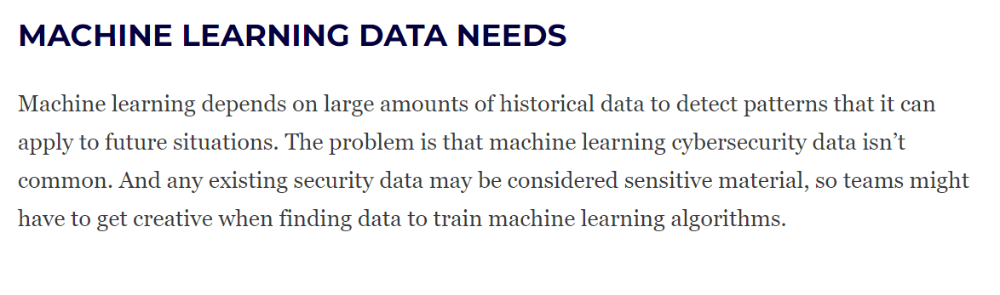 MACHINE LEARNING DATA NEEDS
Machine learning depends on large amounts of historical data to detect patterns that it can
apply to future situations. The problem is that machine learning cybersecurity data isn’t
common. And any existing security data may be considered sensitive material, so teams might
have to get creative when finding data to train machine learning algorithms.